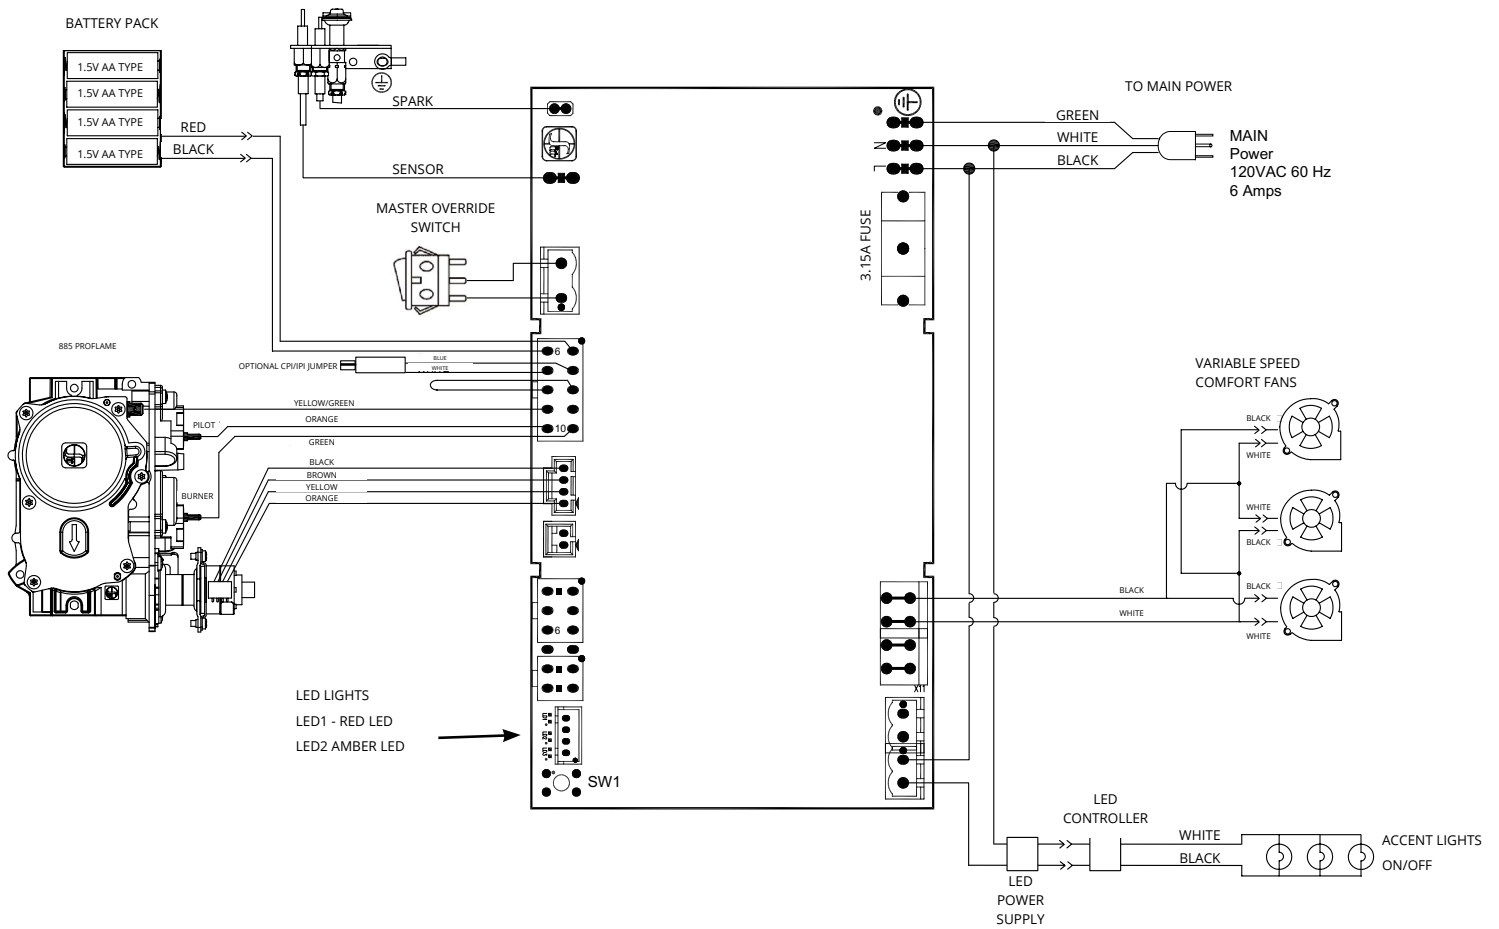 BATTERY PACK
1.5V AA TYPE
1.5V AA TYPE
1.5V AA TYPE
1.5V AA TYPE
RED
BLACK
SPARK
SENSOR
MASTER OVERRIDE
SWITCH
TO MAIN POWER
GREEN
WHITE
BLACK
MAIN
Power
120VAC 60 Hz
6 Amps
N
L
3.15A FUSE
885 PROFLAME
OPTIONAL CPI/IPI JUMPER
BLUE
WHITE
6
YELLOW/GREEN
PILOT
ORANGE
10
GREEN
BLACK
BROWN
YELLOW
ORANGE
BURNER
VARIABLE SPEED
COMFORT FANS
BLACK
WHITE
WHITE
BLACK
BLACK
WHITE
BLACK
WHITE
6
X11
LED LIGHTS
LED1 - RED LED
LED2 AMBER LED
SW1
LED
CONTROLLER
WHITE
BLACK
ACCENT LIGHTS
ON/OFF
LED
POWER
SUPPLY